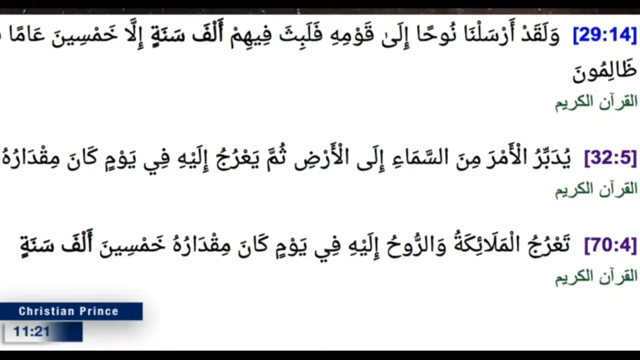 [29:14] وَلَقَدْ أَرْسَلْنَا نُوحًا إِلَىٰ قَوْمِهِ فَلَبِثَ فِيهِمْ أَلْفَ سَنَةٍ إِلَّا خَمْسِينَ عَامًا
ظَالِمُونَ
القرآن الكريم
[32:5] يُدَبِّرُ الْأَمْرَ مِنَ السَّمَاءِ إِلَى الْأَرْضِ ثُمَّ يَعْرُجُ إِلَيْهِ فِي يَوْمٍ كَانَ مِقْدَارُهُ
القرآن الكريم
[70:4] تَعْرُجُ الْمَلَائِكَةُ وَالرُّوحُ إِلَيْهِ فِي يَوْمٍ كَانَ مِقْدَارُهُ خَمْسِينَ أَلْفَ سَنَةٍ
القرآن الكريم
Christian Prince
11:21